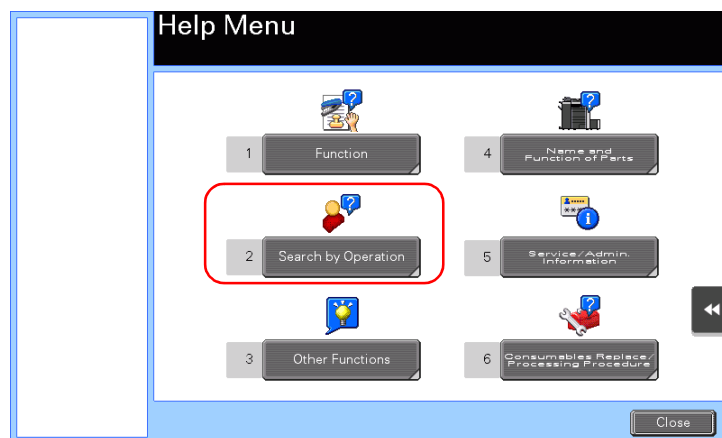 Help Menu
1 Function
4 Name and
Function of Parts
2 Search by Operation
5 Service/Admin.
Information
3 Other Functions
6 Consumables Replace/
Processing Procedure
Close